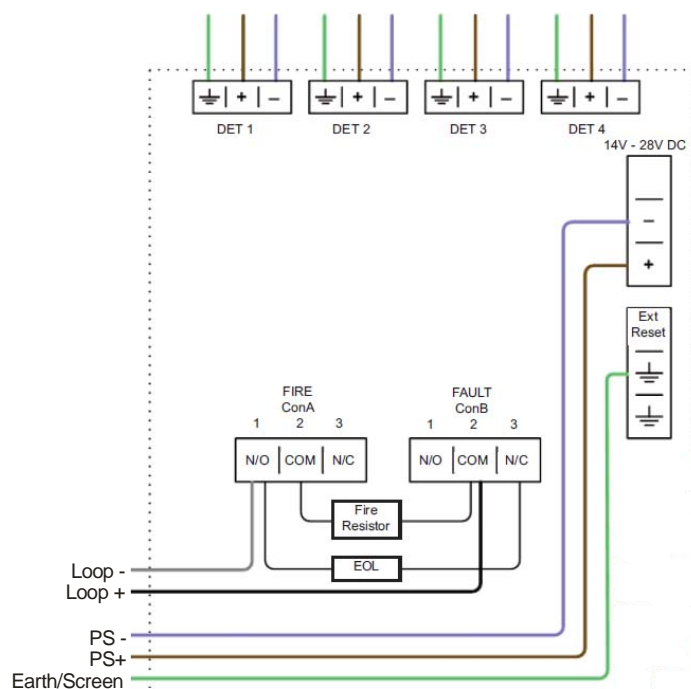 + −
+ −
+ −
+ −
DET 1
DET 2
DET 3
DET 4
14V - 28V DC
−
+
Ext
Reset
FIRE
ConA
1 2 3
N/O COM N/C
FAULT
ConB
1 2 3
N/O COM N/C
Fire
Resistor
EOL
Loop -
Loop +
PS -
PS+
Earth/Screen